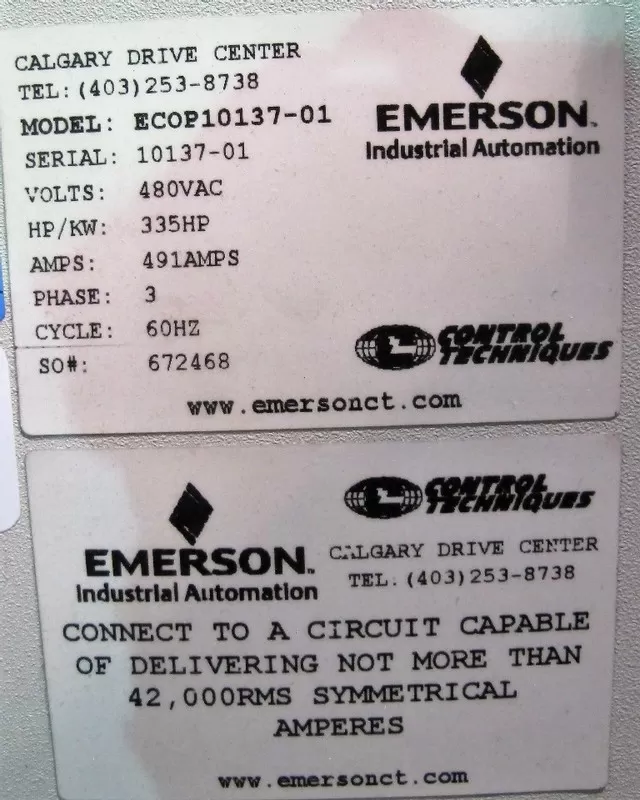 CALGARY DRIVE CENTER
TEL:(403)253-8738
MODEL: ECOP10137-01
SERIAL: 10137-01
VOLTS: 480VAC
HP/KW: 335HP
AMPS: 491AMPS
PHASE: 3
CYCLE: 60HZ
SO#: 672468
EMERSON.
Industrial Automation
CONTROL
TECHNIQUES
www.emersonct.com
EMERSON.
Industrial Automation
CONTROL
TECHNIQUES
CALGARY DRIVE CENTER
TEL.(403)253-8738
CONNECT TO A CIRCUIT CAPABLE
OF DELIVERING NOT MORE THAN
42,000RMS SYMMETRICAL
AMPERES
www.emersonct.com